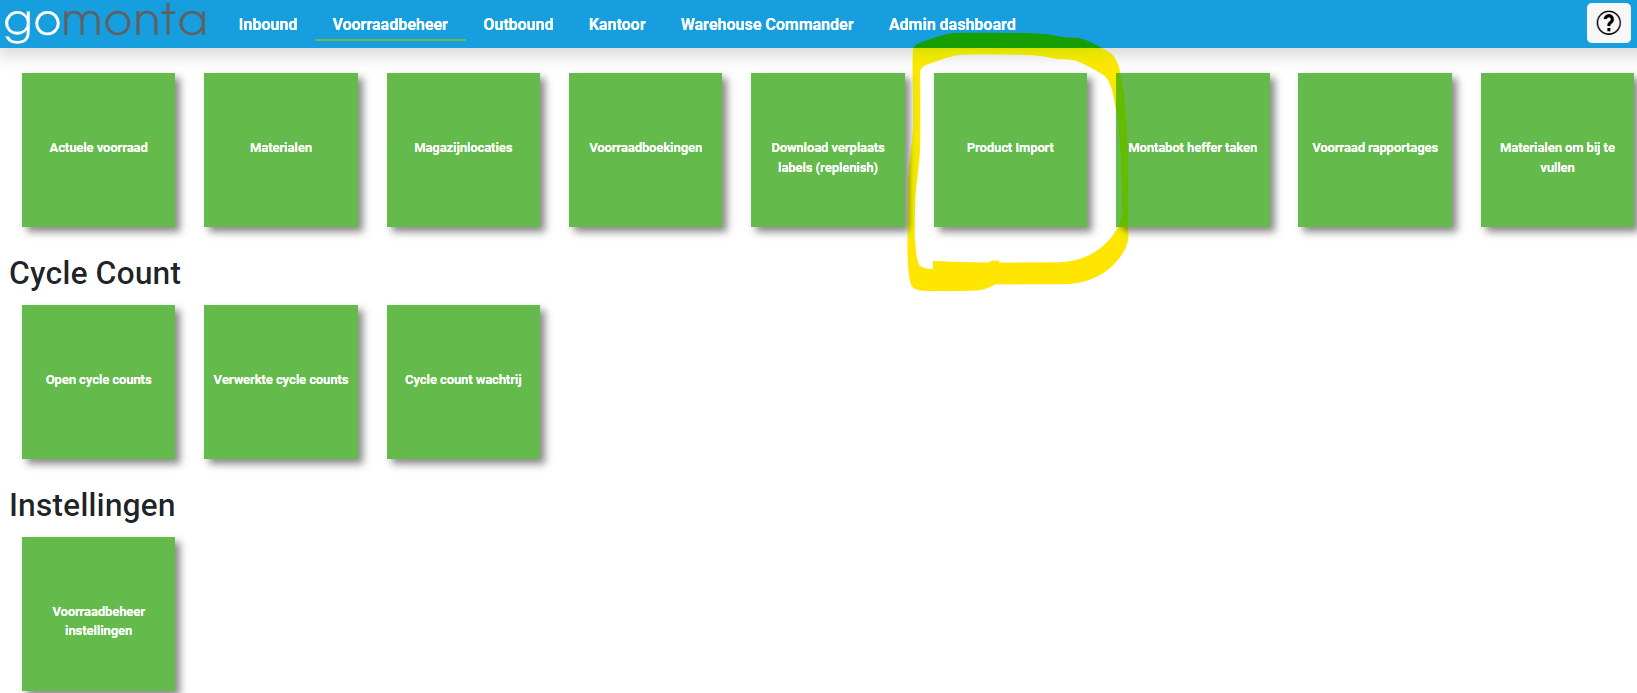 gomonta Inbound Voorraadbeheer Outbound Kantoor Warehouse Commander Admin dashboard ?
Actuele voorraad
Materialen
Magazijnlocaties
Voorraadboekingen
Download verplaats
labels (replenish)
Product Import
Montabot heffer taken
Voorraad rapportages
Materialen om bij te
vullen
Cycle Count
Open cycle counts
Verwerkte cycle counts
Cycle count wachtrij
Instellingen
Voorraadbeheer
instellingen